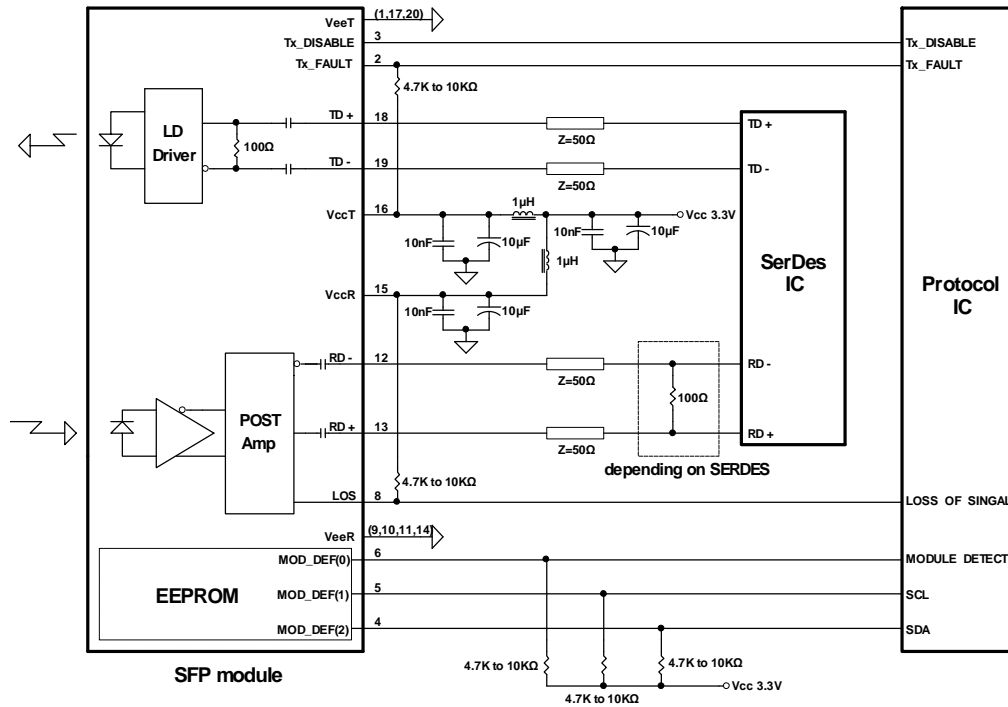 VeeT
(1,17,20)
Tx_DISABLE
3
Tx_DISABLE
Tx_FAULT
2
Tx_FAULT
4.7K to 10KΩ
LD
Driver
100Ω
TD +
18
Z=50Ω
TD +
TD -
19
Z=50Ω
TD -
VccT
16
1µH
Vcc 3.3V
10nF
10µF
10nF
10µF
1µH
SerDes
IC
Protocol
IC
VccR
15
10nF
10µF
RD -
12
Z=50Ω
RD -
POST
Amp
100Ω
RD +
13
Z=50Ω
RD +
depending on SERDES
4.7K to 10KΩ
LOS
8
LOSS OF SINGAL
VeeR
(9,10,11,14)
MOD_DEF(0)
6
MODULE DETECT
EEPROM
MOD_DEF(1)
5
SCL
MOD_DEF(2)
4
SDA
SFP module
4.7K to 10KΩ
4.7K to 10KΩ
4.7K to 10KΩ
Vcc 3.3V